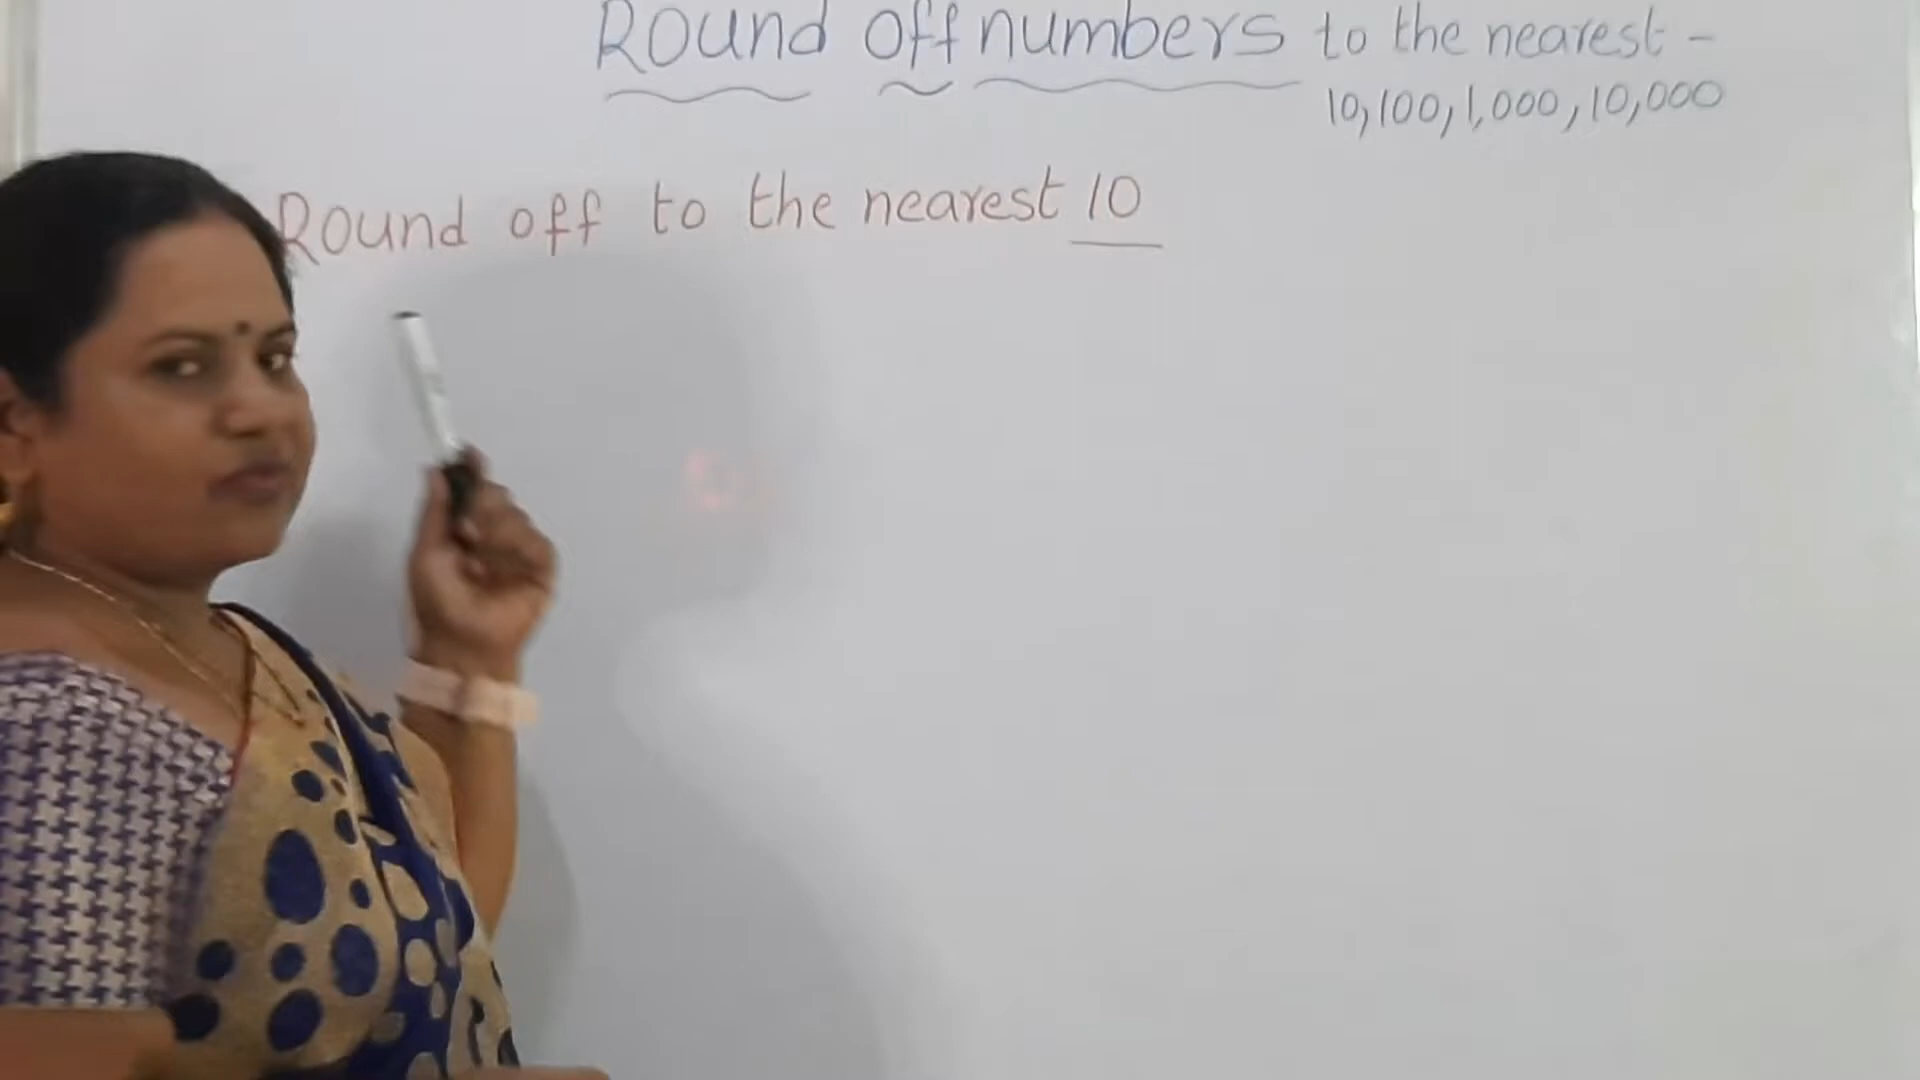 Round off numbers to the nearest -
10,100,1,000,10,000
Round off to the nearest 10